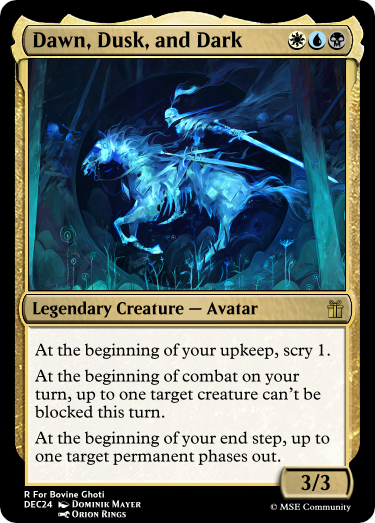 Dawn, Dusk, and Dark
Legendary Creature — Avatar
At the beginning of your upkeep, scry 1.
At the beginning of combat on your
turn, up to one target creature can't be
blocked this turn.
At the beginning of your end step, up to
one target permanent phases out.
3/3
R For Bovine Ghoti
DEC24 Dominik Mayer
Orion Rings
© MSE Community